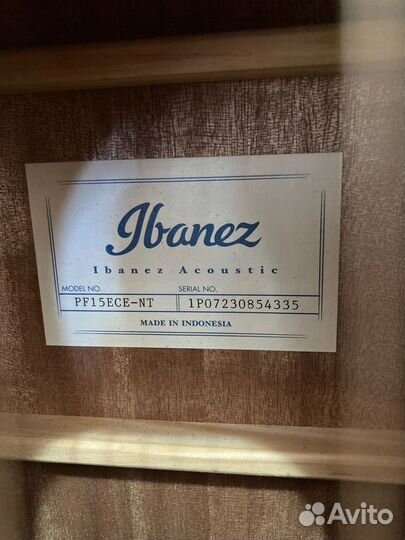 Ibanez
Ibanez Acoustic
MODEL NO. SERIAL NO.
PF15ECE-NT 1P07230854335
MADE IN INDONESIA
Avito